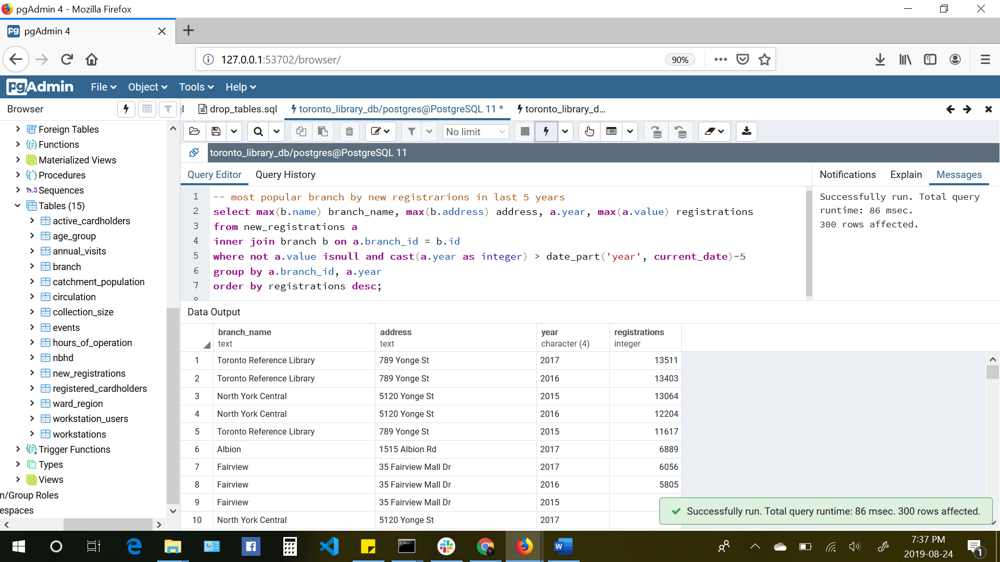 pgAdmin 4 - Mozilla Firefox
pg pgAdmin 4
127.0.0.1:53702/browser/ 90%
pgAdmin File Object Tools Help
Browser
drop_tables.sql toronto_library_db/postgres@PostgreSQL 11 * toronto_library_d...
No limit
toronto_library_db/postgres@PostgreSQL 11
Foreign Tables
Functions
Materialized Views
Procedures
1..3 Sequences
Tables (15)
active_cardholders
age_group
annual_visits
branch
catchment_population
circulation
collection_size
events
hours_of_operation
nbhd
new_registrations
registered_cardholders
ward_region
workstation_users
workstations
Trigger Functions
Types
Views
n/Group Roles
espaces
Query Editor Query History
1 -- most popular branch by new registrarions in last 5 years
2 select max(b.name) branch_name, max(b.address) address, a.year, max(a.value) registrations
3 from new_registrations a
4 inner join branch b on a.branch_id = b.id
5 where not a.value isnull and cast(a.year as integer) > date_part('year', current_date)-5
6 group by a.branch_id, a.year
7 order by registrations desc;
Notifications Explain Messages
Successfully run. Total query
runtime: 86 msec.
300 rows affected.
Data Output
branch_name address year registrations
text text character (4) integer
1 Toronto Reference Library 789 Yonge St 2017 13511
2 Toronto Reference Library 789 Yonge St 2016 13403
3 North York Central 5120 Yonge St 2015 13064
4 North York Central 5120 Yonge St 2016 12204
5 Toronto Reference Library 789 Yonge St 2015 11617
6 Albion 1515 Albion Rd 2017 6889
7 Fairview 35 Fairview Mall Dr 2017 6056
8 Fairview 35 Fairview Mall Dr 2016 5805
9 Fairview 35 Fairview Mall Dr 2015
10 North York Central 5120 Yonge St 2017
Successfully run. Total query runtime: 86 msec. 300 rows affected.
7:37 PM
2019-08-24
1